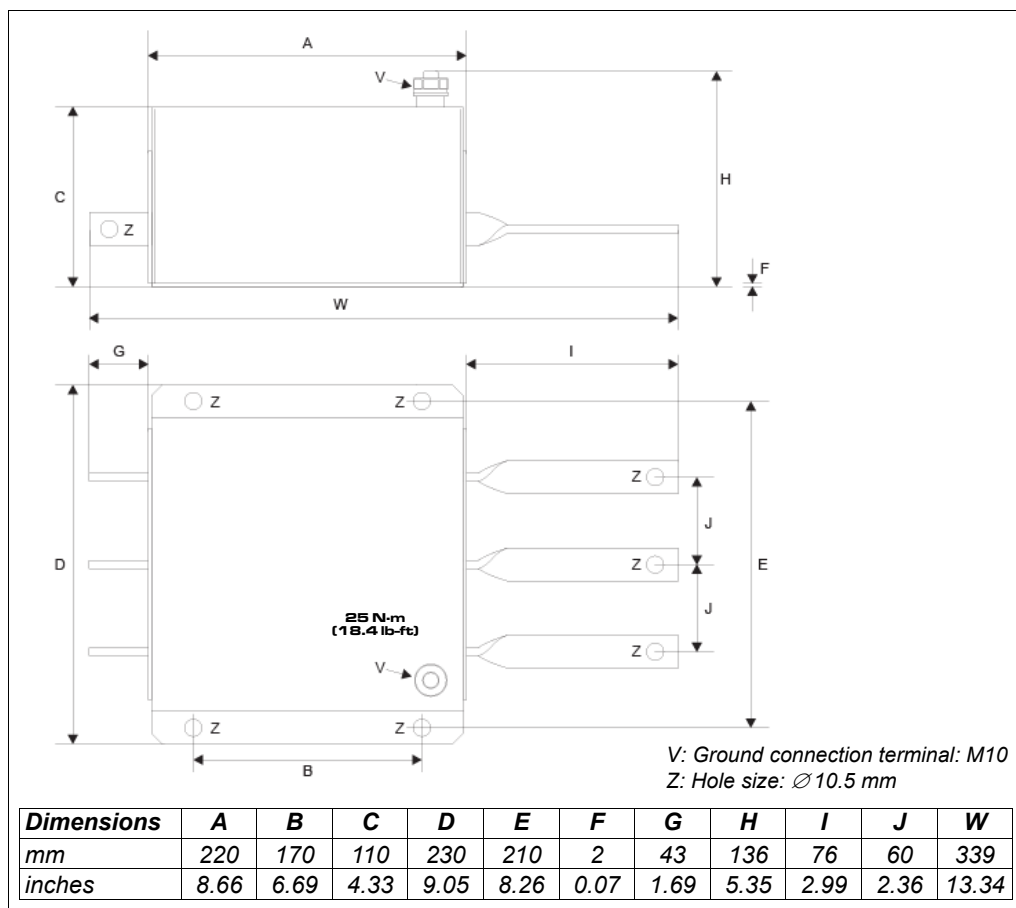 A
V
C
H
Z
F
W
G
I
Z Z
Z
J
D Z E
J
25 N·m
(18.4 lb-ft)
Z
V
Z Z
B
V: Ground connection terminal: M10
Z: Hole size: ∅ 10.5 mm
Dimensions A B C D E F G H I J W
mm 220 170 110 230 210 2 43 136 76 60 339
inches 8.66 6.69 4.33 9.05 8.26 0.07 1.69 5.35 2.99 2.36 13.34